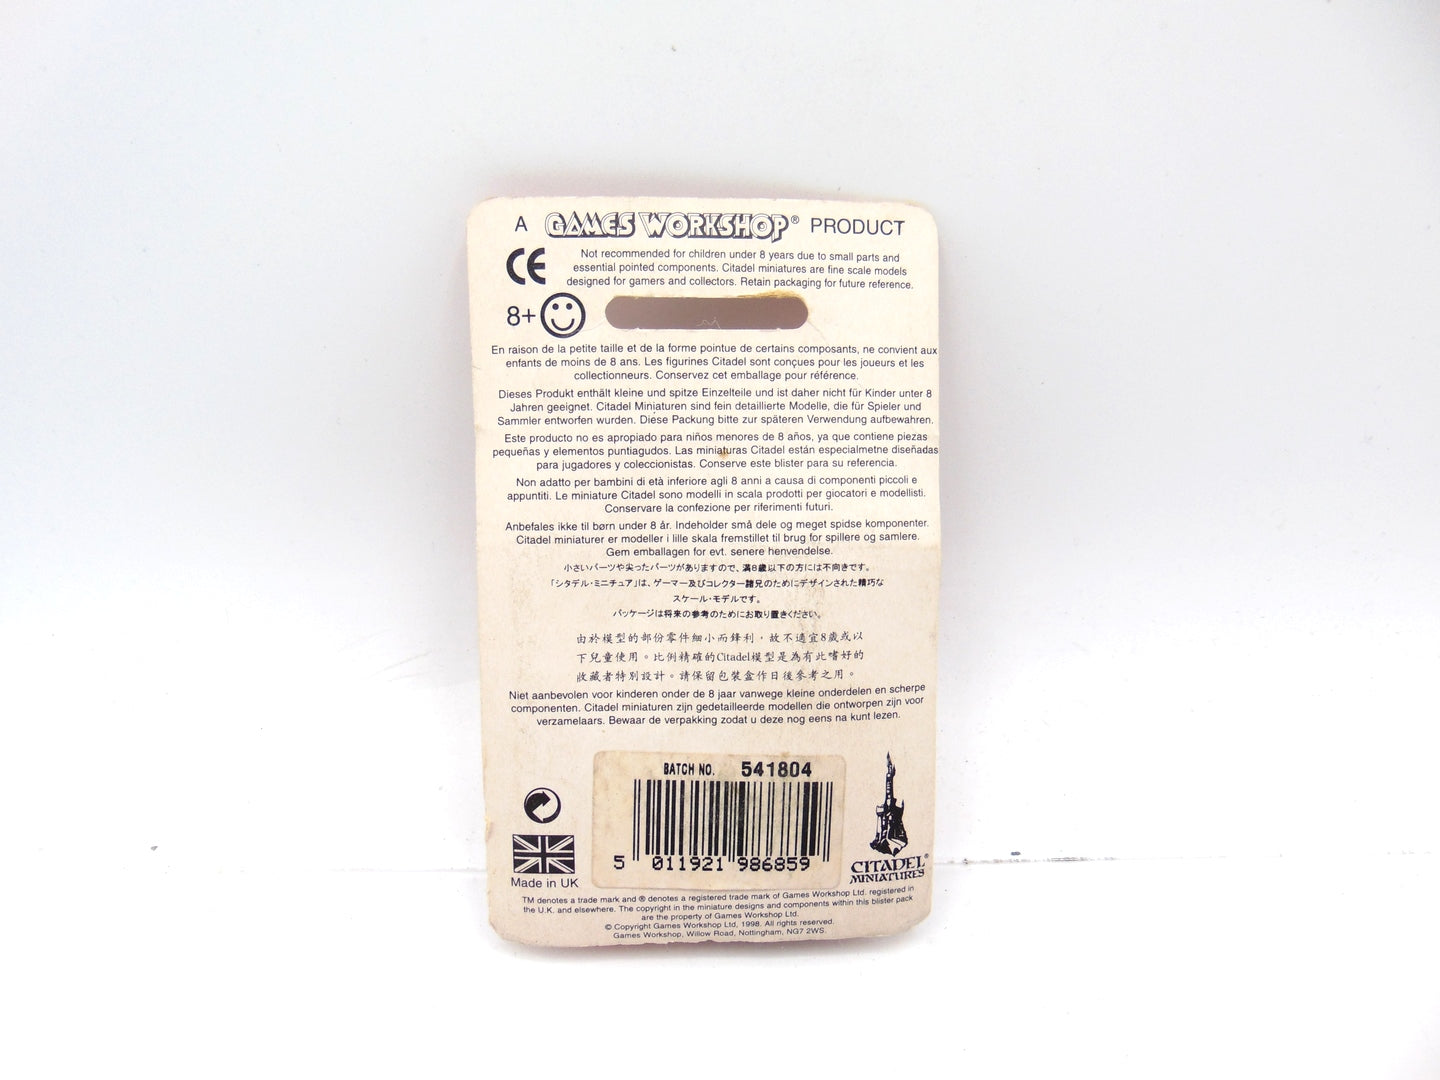 A GAMES WORKSHOP® PRODUCT
CE
Not recommended for children under 8 years due to small parts and
essential pointed components. Citadel miniatures are fine scale models
designed for gamers and collectors. Retain packaging for future reference.
8+
En raison de la petite taille et de la forme pointue de certains composants, ne convient aux
enfants de moins de 8 ans. Les figurines Citadel sont conçues pour les joueurs et les
collectionneurs. Conservez cet emballage pour référence.
Dieses Produkt enthält kleine und spitze Einzelteile und ist daher nicht für Kinder unter 8
Jahren geeignet. Citadel Miniaturen sind fein detaillierte Modelle, die für Spieler und
Sammler entworfen wurden. Diese Packung bitte zur späteren Verwendung aufbewahren.
Este producto no es apropiado para niños menores de 8 años, ya que contiene piezas
pequeñas y elementos puntiagudos. Las miniaturas Citadel están especialmetne diseñadas
para jugadores y coleccionistas. Conserve este blister para su referencia.
Non adatto per bambini di età inferiore agli 8 anni a causa di componenti piccoli e
appuntiti. Le miniature Citadel sono modelli in scala prodotti per giocatori e modellisti.
Conservare la confezione per riferimenti futuri.
Anbefales ikke til børn under 8 år. Indeholder små dele og meget spidse komponenter.
Citadel miniaturer er modeller i lille skala fremstillet til brug for spillere og samlere.
Gem emballagen for evt. senere henvendelse.
小さいパーツや尖ったパーツがありますので、満8歳以下の方には不向きです。
「シタデル・ミニチュア」は、ゲーマー及びコレクター諸兄のためにデザインされた精巧な
スケール・モデルです。
パッケージは将来の参考のためにお取り置きください。
由於模型的部份零件細小而鋒利，故不適宜8歲或以
下兒童使用。比例精確的Citadel模型是為有此嗜好的
收藏者特別設計。請保留包裝盒作日後參考之用。
Niet aanbevolen voor kinderen onder de 8 jaar vanwege kleine onderdelen en scherpe
componenten. Citadel miniaturen zijn gedetailleerde modellen die ontworpen zijn voor
verzamelaars. Bewaar de verpakking zodat u deze nog eens na kunt lezen.
BATCH NO. 541804
5 011921 986859
Made in UK
CITADEL®
MINIATURES
TM denotes a trade mark and ® denotes a registered trade mark of Games Workshop Ltd. registered in
the U.K. and elsewhere. The copyright in the miniature designs and components within this blister pack
are the property of Games Workshop Ltd.
© Copyright Games Workshop Ltd, 1998. All rights reserved.
Games Workshop, Willow Road, Nottingham, NG7 2WS.